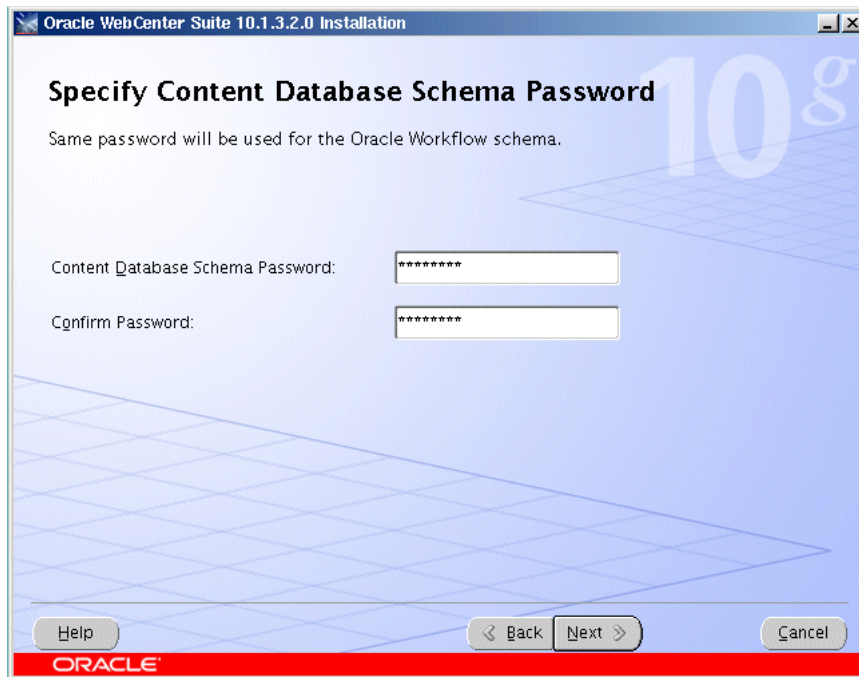 Oracle WebCenter Suite 10.1.3.2.0 Installation
10g
Specify Content Database Schema Password
Same password will be used for the Oracle Workflow schema.
Content Database Schema Password: ********
Confirm Password: ********
Help Back Next Cancel
ORACLE